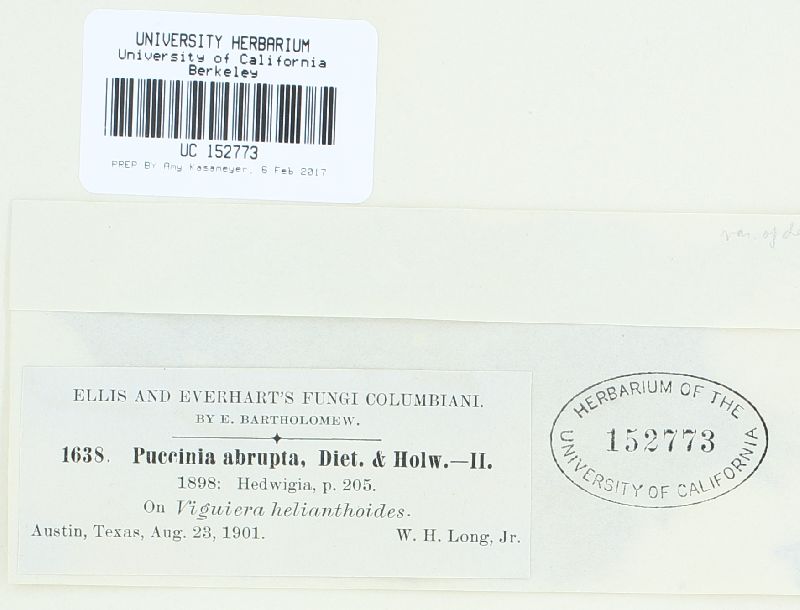 UNIVERSITY HERBARIUM
University of California
Berkeley
UC 152773
PREP BY Amy Kasameyer, 6 Feb 2017
var. of
ELLIS AND EVERHART'S FUNGI COLUMBIANI.
BY E. BARTHOLOMEW.
1638. Puccinia abrupta, Diet. & Holw.—II.
1898: Hedwigia, p. 205.
On Viguiera helianthoides.
Austin, Texas, Aug. 23, 1901. W. H. Long, Jr.
HERBARIUM OF THE
152773
UNIVERSITY OF CALIFORNIA